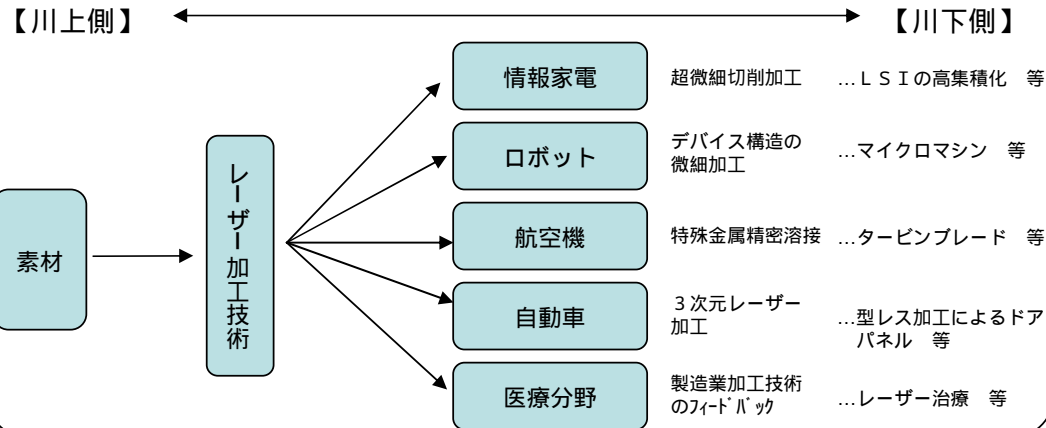 【川上側】
【川下側】
情報家電
超微細切削加工
…ＬＳＩの高集積化　等
ロボット
デバイス構造の
微細加工
…マイクロマシン　等
素材
レーザー加工技術
航空機
特殊金属精密溶接
…タービンブレード　等
自動車
３次元レーザー
加工
…型レス加工によるドア
パネル　等
医療分野
製造業加工技術
のﾌｨｰﾄﾞﾊﾞｯｸ
…レーザー治療　等